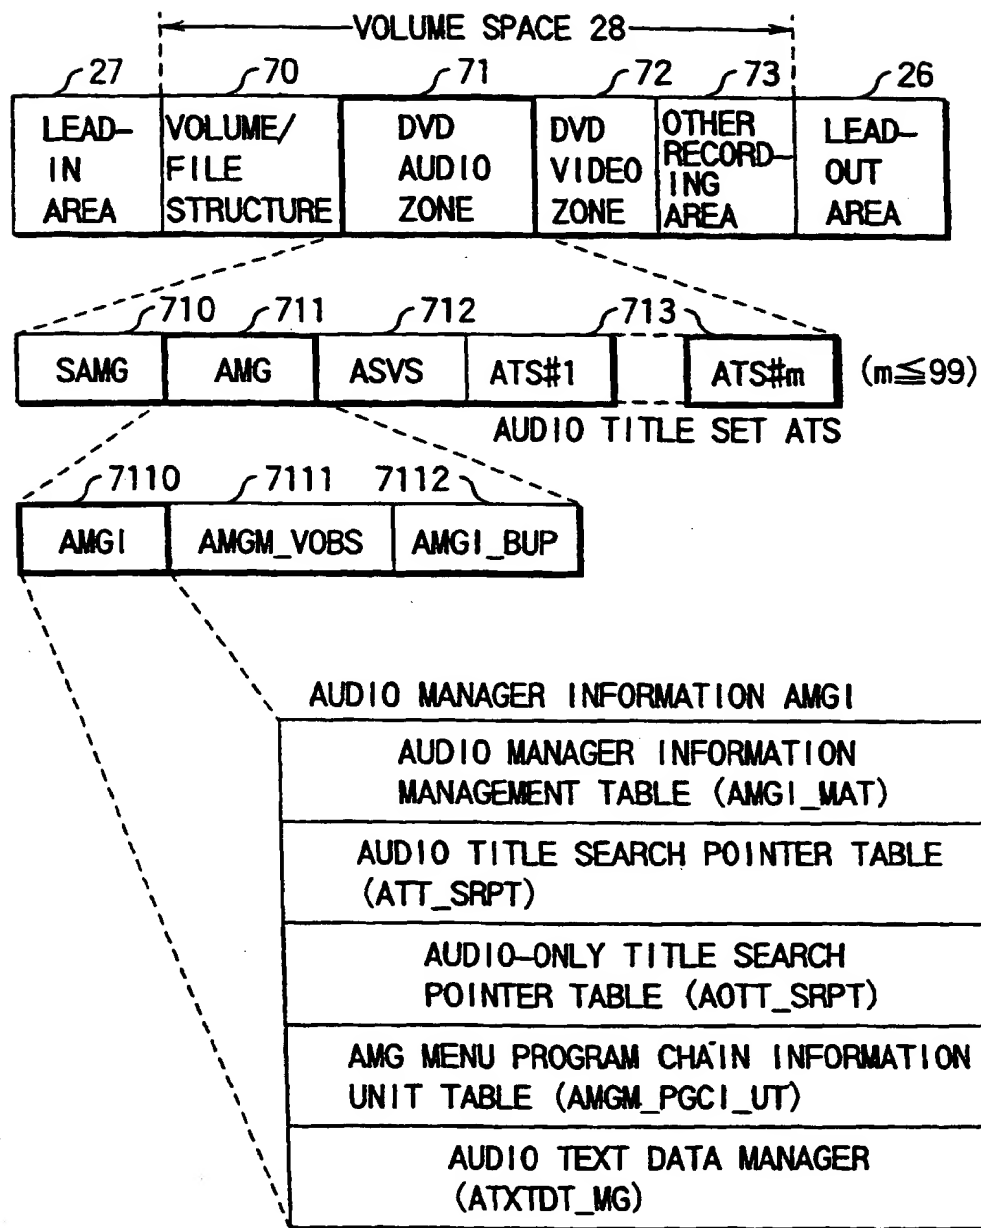 VOLUME SPACE 28
27 70 71 72 73 26
LEAD-IN AREA
VOLUME/FILE STRUCTURE
DVD AUDIO ZONE
DVD VIDEO ZONE
OTHER RECORD-ING AREA
LEAD-OUT AREA
710 711 712 713
SAMG AMG ASVS ATS#1 ATS#m (m≦99)
AUDIO TITLE SET ATS
7110 7111 7112
AMGI AMGM_VOBS AMGI_BUP
AUDIO MANAGER INFORMATION AMGI
AUDIO MANAGER INFORMATION
MANAGEMENT TABLE (AMGI_MAT)
AUDIO TITLE SEARCH POINTER TABLE
(ATT_SRPT)
AUDIO-ONLY TITLE SEARCH
POINTER TABLE (AOTT_SRPT)
AMG MENU PROGRAM CHAIN INFORMATION
UNIT TABLE (AMGM_PGCI_UT)
AUDIO TEXT DATA MANAGER
(ATXTDT_MG)